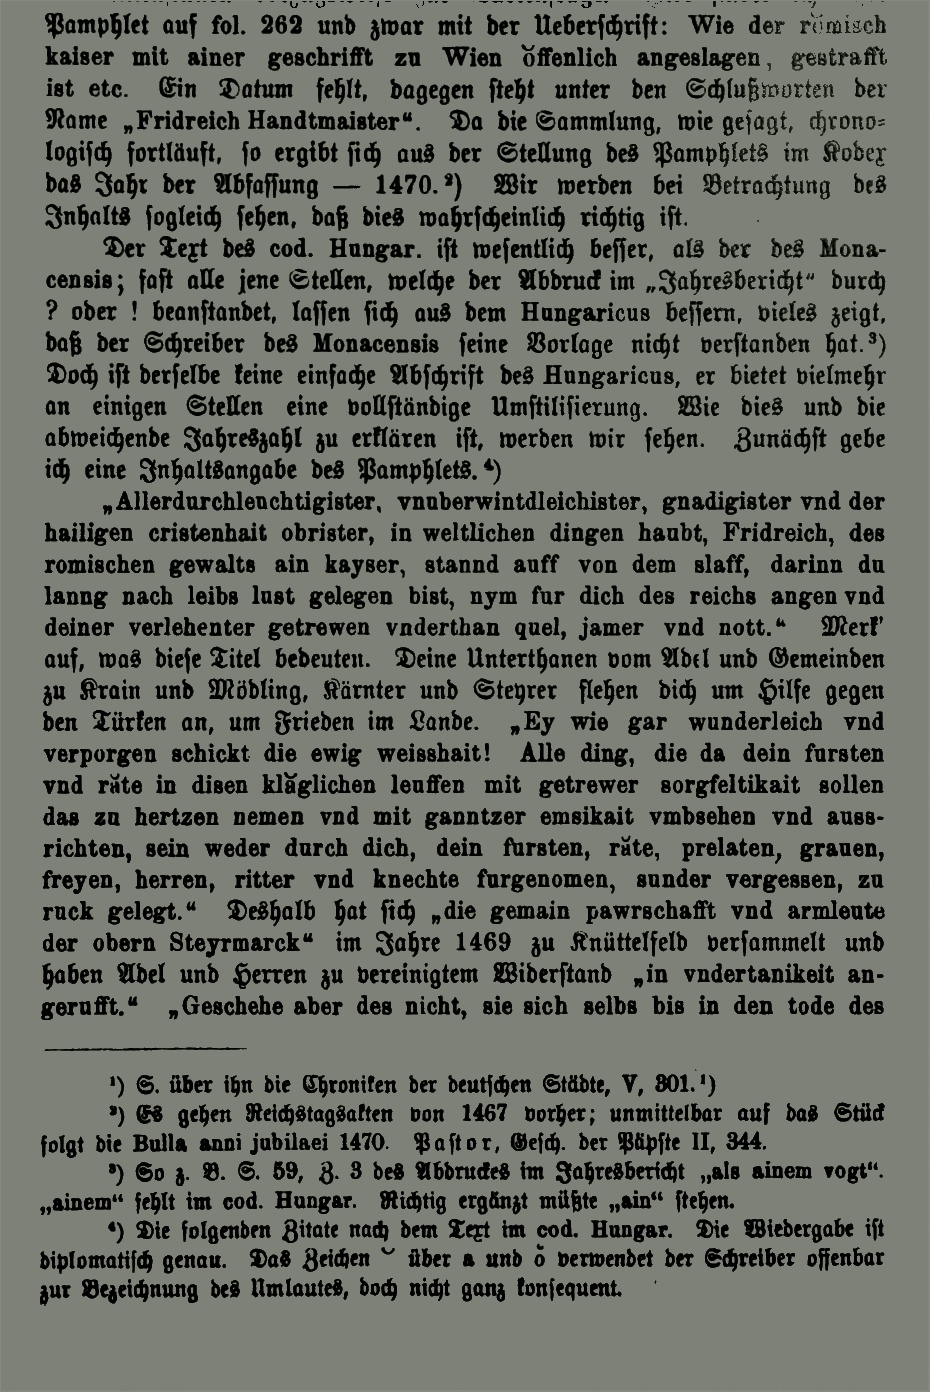 Pamphlet auf fol. 262 und zwar mit der Ueberschrift: Wie der römisch
kaiser mit ainer geschrifft zu Wien ŏffenlich angeslagen, gestrafft
ist etc. Ein Datum fehlt, dagegen steht unter den Schlußworten der
Name „Fridreich Handtmaister“. Da die Sammlung, wie gesagt, chrono-
logisch fortläuft, so ergibt sich aus der Stellung des Pamphlets im Kodex
das Jahr der Abfassung — 1470.²) Wir werden bei Betrachtung des
Inhalts sogleich sehen, daß dies wahrscheinlich richtig ist.
Der Text des cod. Hungar. ist wesentlich besser, als der des Mona-
censis; fast alle jene Stellen, welche der Abdruck im „Jahresbericht“ durch
? oder ! beanstandet, lassen sich aus dem Hungaricus bessern, vieles zeigt,
daß der Schreiber des Monacensis seine Vorlage nicht verstanden hat.³)
Doch ist derselbe keine einfache Abschrift des Hungaricus, er bietet vielmehr
an einigen Stellen eine vollständige Umstilisierung. Wie dies und die
abweichende Jahreszahl zu erklären ist, werden wir sehen. Zunächst gebe
ich eine Inhaltsangabe des Pamphlets.⁴)
„Allerdurchleuchtigister, vnuberwintdleichister, gnadigister vnd der
hailigen cristenhait obrister, in weltlichen dingen haubt, Fridreich, des
romischen gewalts ain kayser, stannd auff von dem slaff, darinn du
lanng nach leibs lust gelegen bist, nym fur dich des reichs angen vnd
deiner verlehenter getrewen vnderthan quel, jamer vnd nott.“ Merk'
auf, was diese Titel bedeuten. Deine Unterthanen vom Adel und Gemeinden
zu Krain und Mödling, Kärnter und Steyrer flehen dich um Hilfe gegen
den Türken an, um Frieden im Lande. „Ey wie gar wunderleich vnd
verporgen schickt die ewig weisshait! Alle ding, die da dein fursten
vnd răte in disen klăglichen leuffen mit getrewer sorgfeltikait sollen
das zu hertzen nemen vnd mit ganntzer emsikait vmbsehen vnd auss-
richten, sein weder durch dich, dein fursten, răte, prelaten, grauen,
freyen, herren, ritter vnd knechte furgenomen, sunder vergessen, zu
ruck gelegt.“ Deshalb hat sich „die gemain pawrschafft vnd armleute
der obern Steyrmarck“ im Jahre 1469 zu Knüttelfeld versammelt und
haben Adel und Herren zu vereinigtem Widerstand „in vndertanikeit an-
gerufft.“ „Geschehe aber des nicht, sie sich selbs bis in den tode des
¹) S. über ihn die Chroniken der deutschen Städte, V, 301.¹)
²) Es gehen Reichstagsakten von 1467 vorher; unmittelbar auf das Stück
folgt die Bulla anni jubilaei 1470. Pastor, Gesch. der Päpste II, 344.
³) So z. B. S. 59, Z. 3 des Abdruckes im Jahresbericht „als ainem vogt“.
„ainem“ fehlt im cod. Hungar. Richtig ergänzt müßte „ain“ stehen.
⁴) Die folgenden Zitate nach dem Text im cod. Hungar. Die Wiedergabe ist
diplomatisch genau. Das Zeichen ˘ über a und ŏ verwendet der Schreiber offenbar
zur Bezeichnung des Umlautes, doch nicht ganz konsequent.